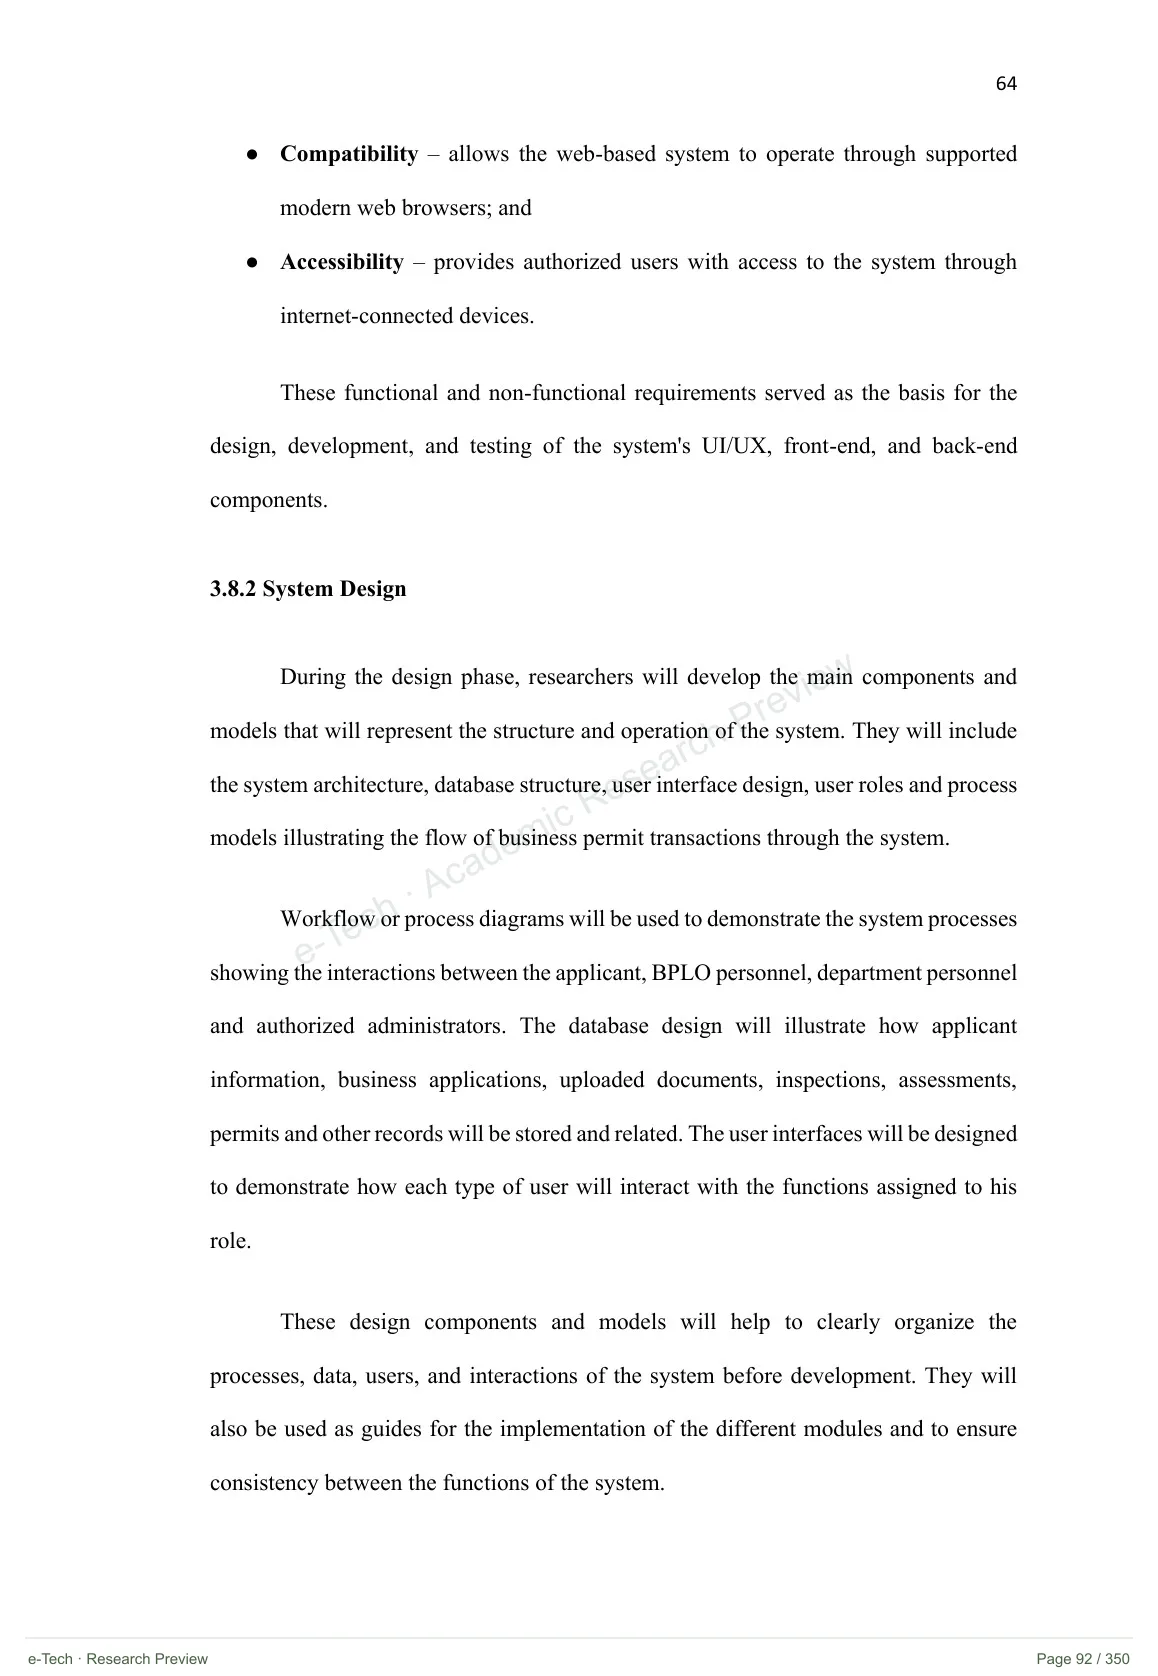 64
● Compatibility – allows the web-based system to operate through supported
modern web browsers; and
● Accessibility – provides authorized users with access to the system through
internet-connected devices.
These functional and non-functional requirements served as the basis for the
design, development, and testing of the system's UI/UX, front-end, and back-end
components.
3.8.2 System Design
During the design phase, researchers will develop the main components and
models that will represent the structure and operation of the system. They will include
the system architecture, database structure, user interface design, user roles and process
models illustrating the flow of business permit transactions through the system.
Workflow or process diagrams will be used to demonstrate the system processes
showing the interactions between the applicant, BPLO personnel, department personnel
and authorized administrators. The database design will illustrate how applicant
information, business applications, uploaded documents, inspections, assessments,
permits and other records will be stored and related. The user interfaces will be designed
to demonstrate how each type of user will interact with the functions assigned to his
role.
These design components and models will help to clearly organize the
processes, data, users, and interactions of the system before development. They will
also be used as guides for the implementation of the different modules and to ensure
consistency between the functions of the system.
e-Tech · Academic Research Preview
e-Tech · Research Preview
Page 92 / 350